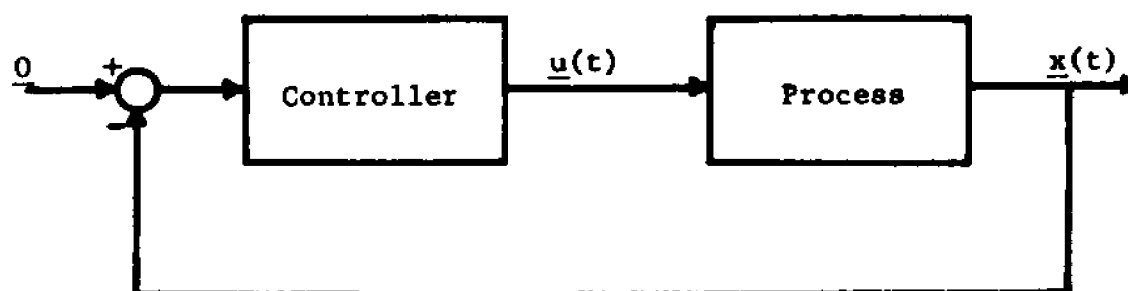 0
+
−
Controller
u(t)
Process
x(t)